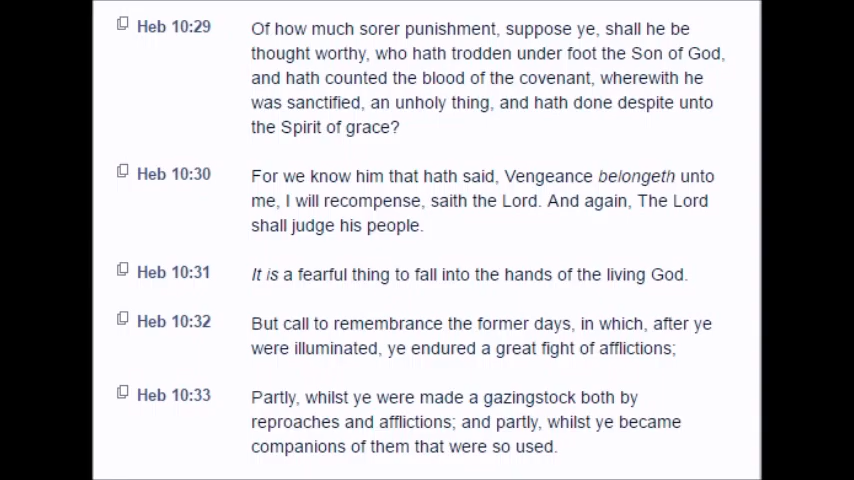 Heb 10:29 Of how much sorer punishment, suppose ye, shall he be
thought worthy, who hath trodden under foot the Son of God,
and hath counted the blood of the covenant, wherewith he
was sanctified, an unholy thing, and hath done despite unto
the Spirit of grace?
Heb 10:30 For we know him that hath said, Vengeance belongeth unto
me, I will recompense, saith the Lord. And again, The Lord
shall judge his people.
Heb 10:31 It is a fearful thing to fall into the hands of the living God.
Heb 10:32 But call to remembrance the former days, in which, after ye
were illuminated, ye endured a great fight of afflictions;
Heb 10:33 Partly, whilst ye were made a gazingstock both by
reproaches and afflictions; and partly, whilst ye became
companions of them that were so used.